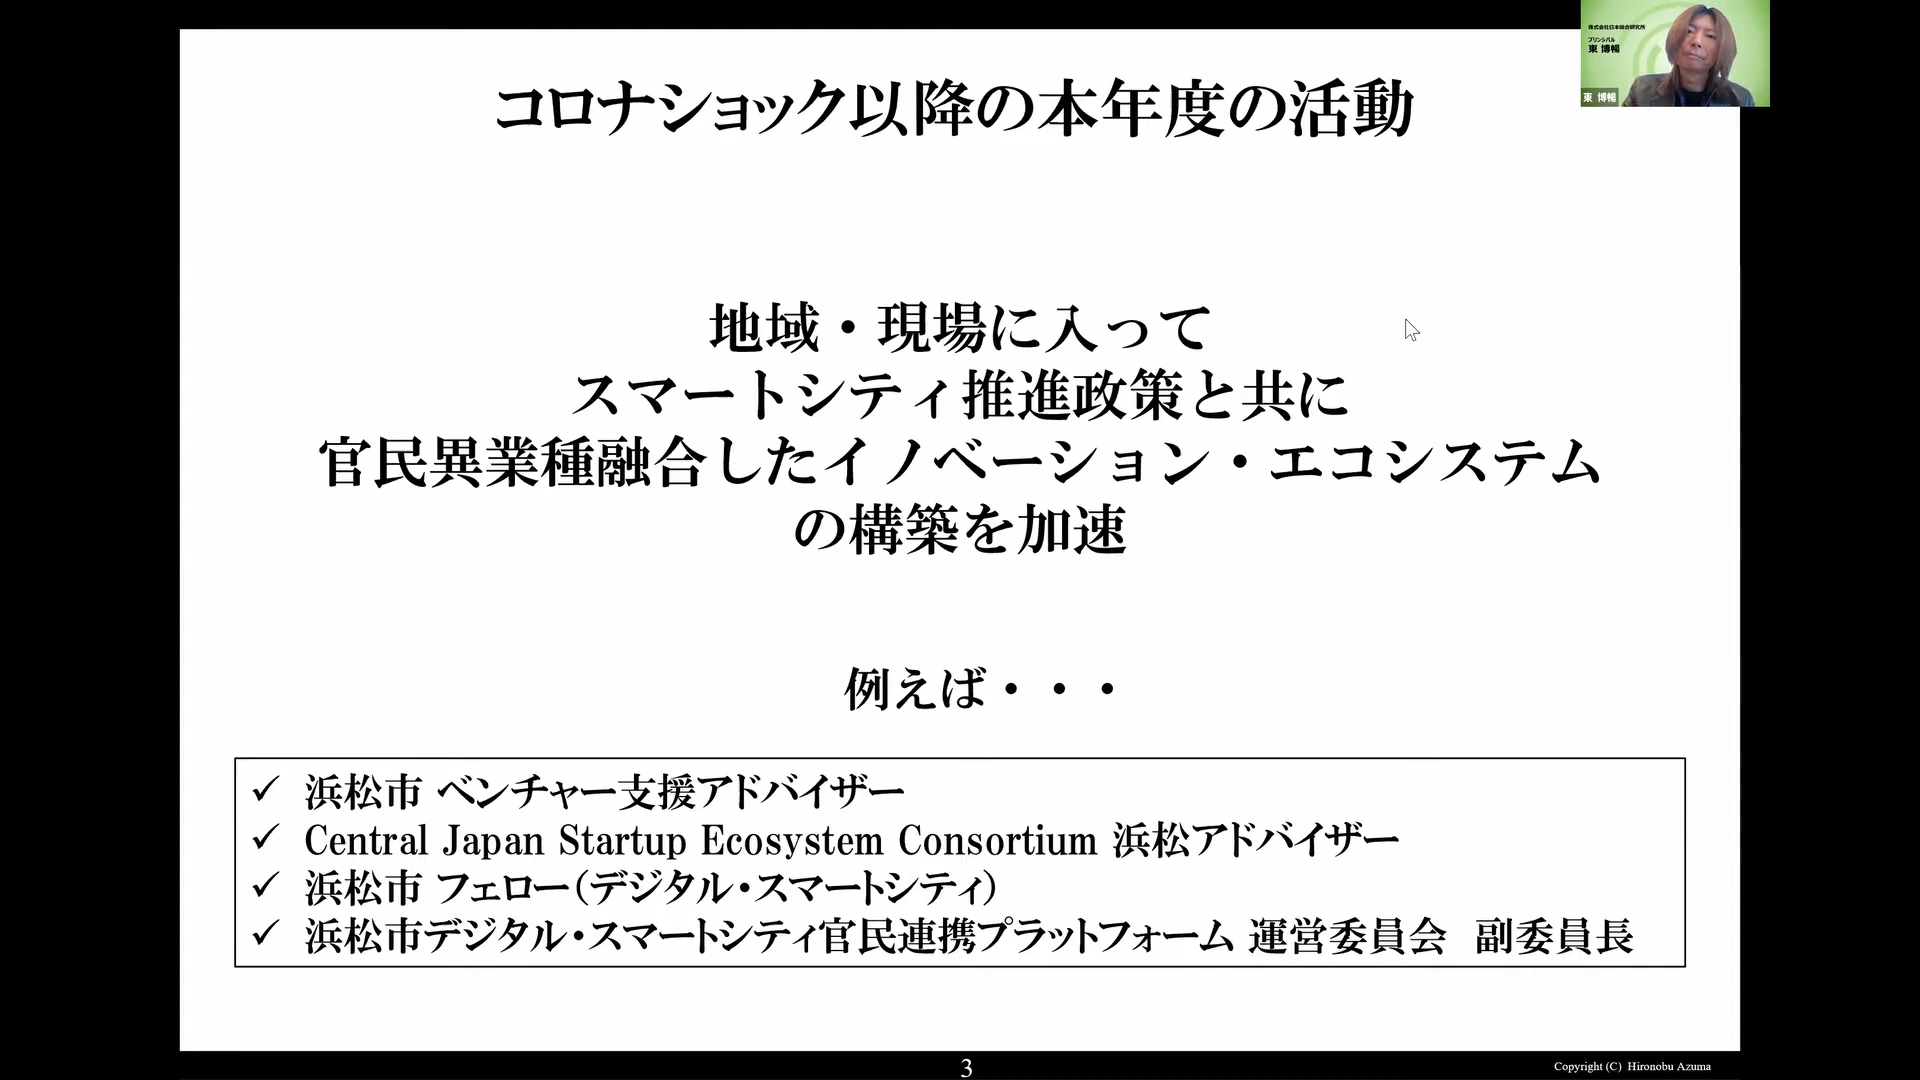 株式会社日本総合研究所
プリンシパル
東 博暢
東 博暢
コロナショック以降の本年度の活動
地域・現場に入って
スマートシティ推進政策と共に
官民異業種融合したイノベーション・エコシステム
の構築を加速
例えば・・・
✓ 浜松市 ベンチャー支援アドバイザー
✓ Central Japan Startup Ecosystem Consortium 浜松アドバイザー
✓ 浜松市 フェロー（デジタル・スマートシティ）
✓ 浜松市デジタル・スマートシティ官民連携プラットフォーム 運営委員会　副委員長
3
Copyright (C) Hironobu Azuma